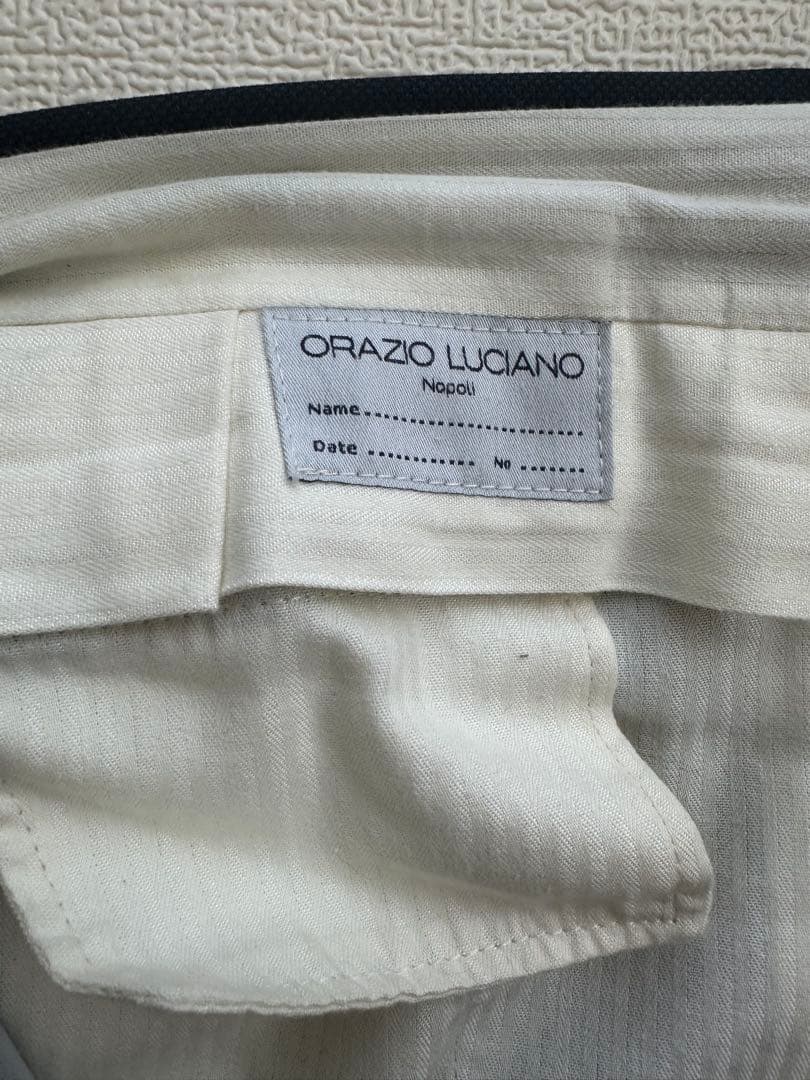 ORAZIO LUCIANO
Napoli
Name..............................
Date ............ No .......